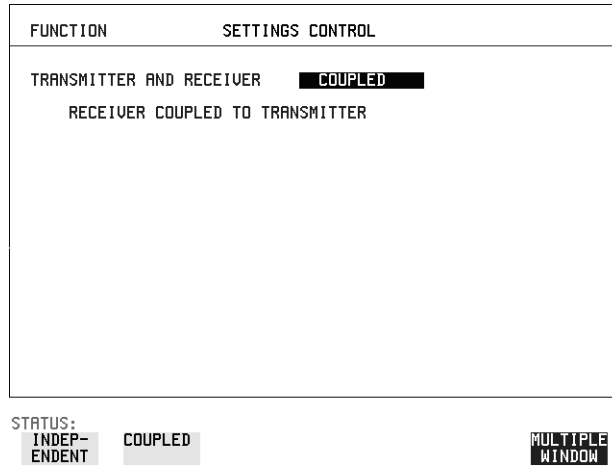 FUNCTION SETTINGS CONTROL
TRANSMITTER AND RECEIVER COUPLED
RECEIVER COUPLED TO TRANSMITTER
STATUS:
INDEP- COUPLED MULTIPLE
ENDENT WINDOW